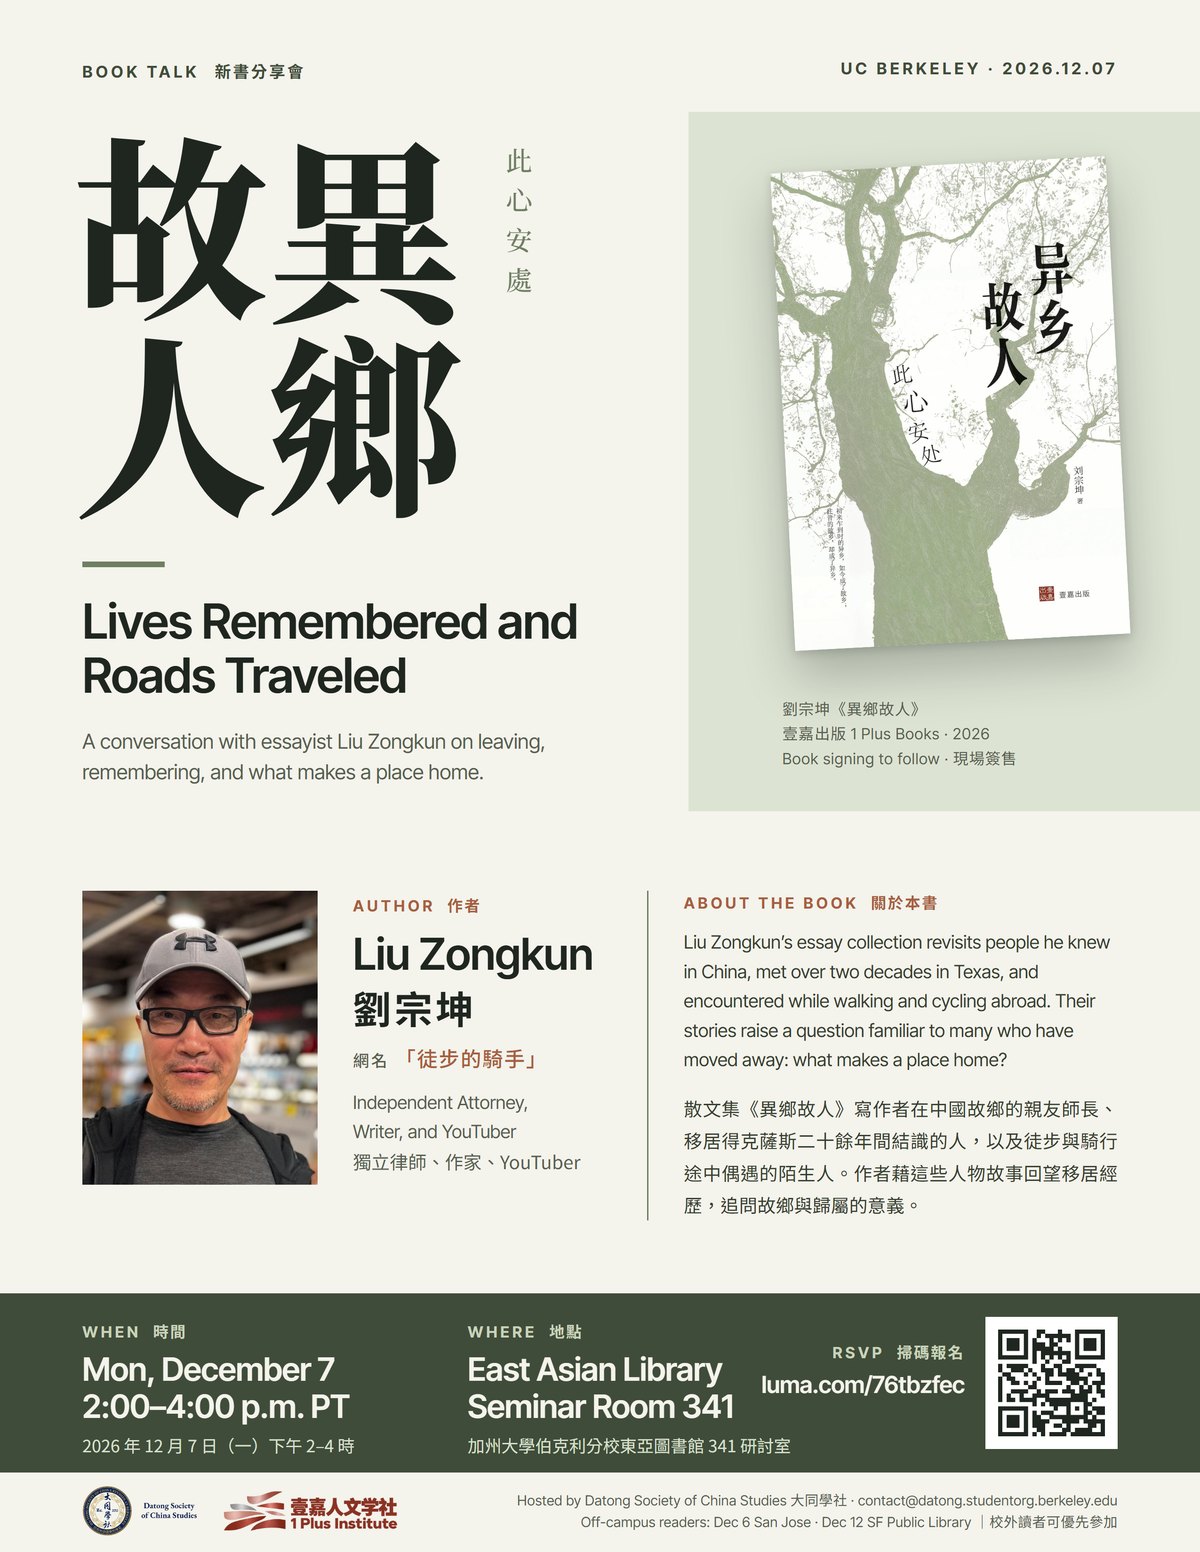 BOOK TALK 新書分享會
UC BERKELEY · 2026.12.07
異鄉
故人
此心安處
异乡
故人
此心安处
刘宗坤 著
壹嘉出版
Lives Remembered and
Roads Traveled
A conversation with essayist Liu Zongkun on leaving,
remembering, and what makes a place home.
劉宗坤《異鄉故人》
壹嘉出版 1 Plus Books · 2026
Book signing to follow · 現場簽售
AUTHOR 作者
Liu Zongkun
劉宗坤
網名 「徒步的騎手」
Independent Attorney,
Writer, and YouTuber
獨立律師、作家、YouTuber
ABOUT THE BOOK 關於本書
Liu Zongkun’s essay collection revisits people he knew
in China, met over two decades in Texas, and
encountered while walking and cycling abroad. Their
stories raise a question familiar to many who have
moved away: what makes a place home?
散文集《異鄉故人》寫作者在中國故鄉的親友師長、
移居得克薩斯二十餘年間結識的人，以及徒步與騎行
途中偶遇的陌生人。作者藉這些人物故事回望移居經
歷，追問故鄉與歸屬的意義。
WHEN 時間
Mon, December 7
2:00–4:00 p.m. PT
2026 年 12 月 7 日（一）下午 2–4 時
WHERE 地點
East Asian Library
Seminar Room 341
加州大學伯克利分校東亞圖書館 341 研討室
RSVP 掃碼報名
luma.com/76tbzfec
Datong Society
of China Studies
壹嘉人文学社
1 Plus Institute
Hosted by Datong Society of China Studies 大同學社 · contact@datong.studentorg.berkeley.edu
Off-campus readers: Dec 6 San Jose · Dec 12 SF Public Library ｜校外讀者可優先參加